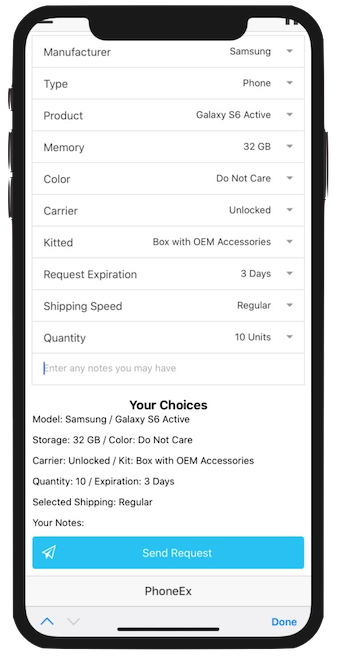 Manufacturer Samsung
Type Phone
Product Galaxy S6 Active
Memory 32 GB
Color Do Not Care
Carrier Unlocked
Kitted Box with OEM Accessories
Request Expiration 3 Days
Shipping Speed Regular
Quantity 10 Units
Enter any notes you may have
Your Choices
Model: Samsung / Galaxy S6 Active
Storage: 32 GB / Color: Do Not Care
Carrier: Unlocked / Kit: Box with OEM Accessories
Quantity: 10 / Expiration: 3 Days
Selected Shipping: Regular
Your Notes:
Send Request
PhoneEx
Done